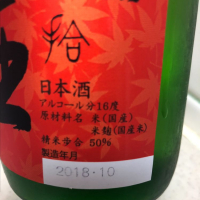 拾
日本酒
アルコール分16度
原材料名 米(国産)
米麹(国産米)
精米歩合 50%
製造年月
2018.10